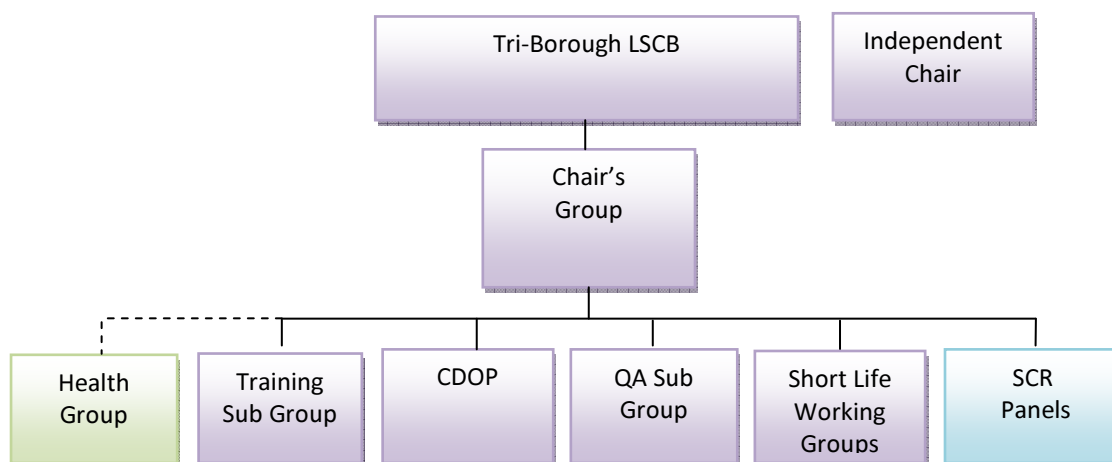 Tri-Borough LSCB
Independent
Chair
Chair’s
Group
Health
Group
Training
Sub Group
CDOP
QA Sub
Group
Short Life
Working
Groups
SCR
Panels